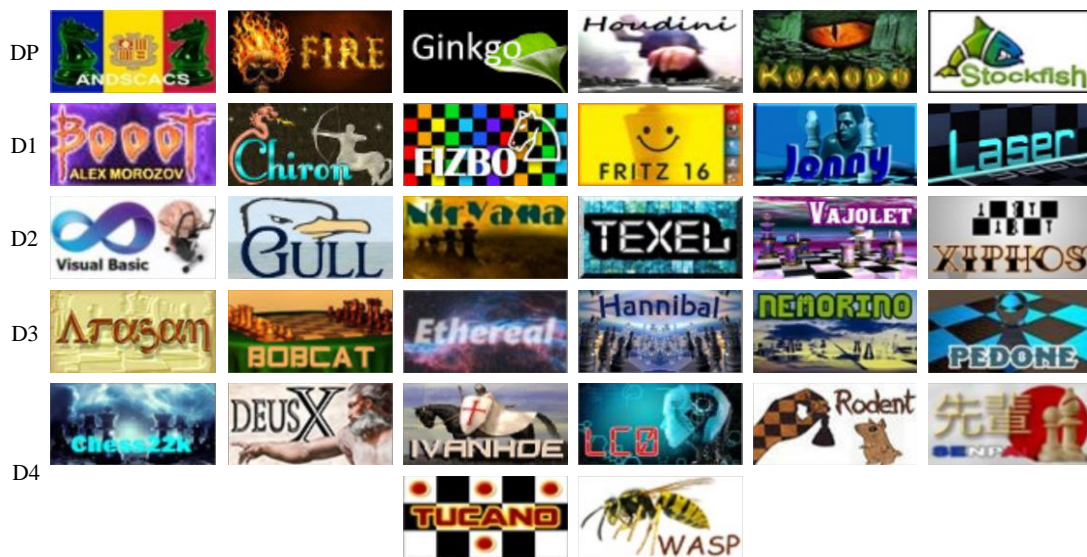 DP
ANDSCACS
FIRE
Ginkgo
Houdini
KOMODO
Stockfish
D1
BOOOT
ALEX MOROZOV
Chiron
FIZBO
FRITZ 16
Jonny
Laser
D2
Visual Basic
GULL
NirVana
TEXEL
VAJOLET
XIPHOS
D3
Arasan
BOBCAT
Ethereal
Hannibal
NEMORINO
PEDONE
D4
Chess22k
DEUS X
IVANHOE
LC0
Rodent
先輩
SENPAI
TUCANO
WASP